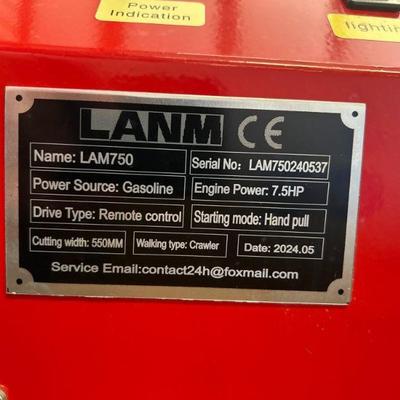 Power
Indication
lightin
LANM CE
Name: LAM750 Serial No: LAM750240537
Power Source: Gasoline Engine Power: 7.5HP
Drive Type: Remote control Starting mode: Hand pull
Cutting width: 550MM Walking type: Crawler Date: 2024.05
Service Email:contact24h@foxmail.com